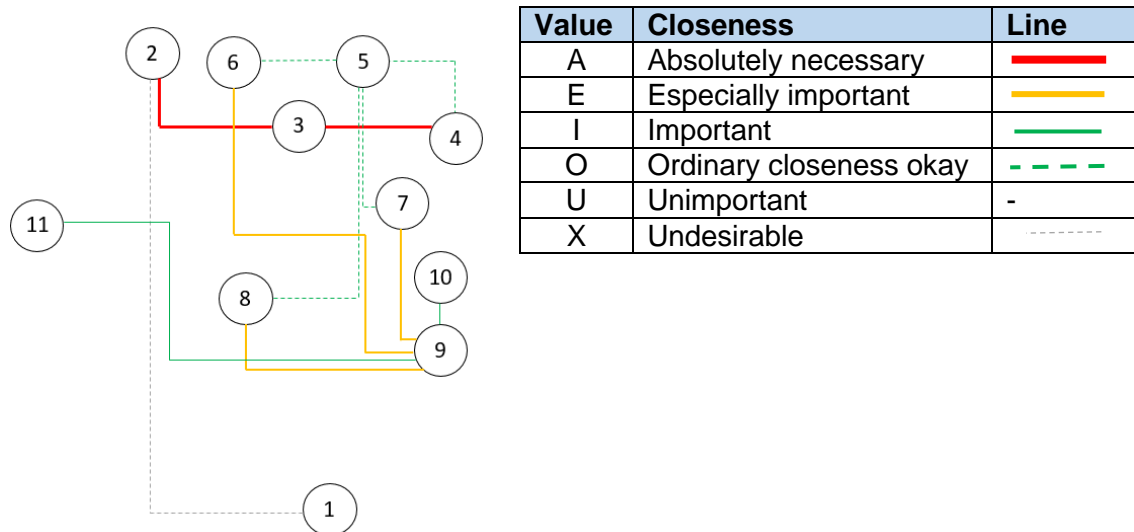 2
6
5
3
4
7
11
10
8
9
1
Value Closeness Line
A Absolutely necessary
E Especially important
I Important
O Ordinary closeness okay
U Unimportant -
X Undesirable